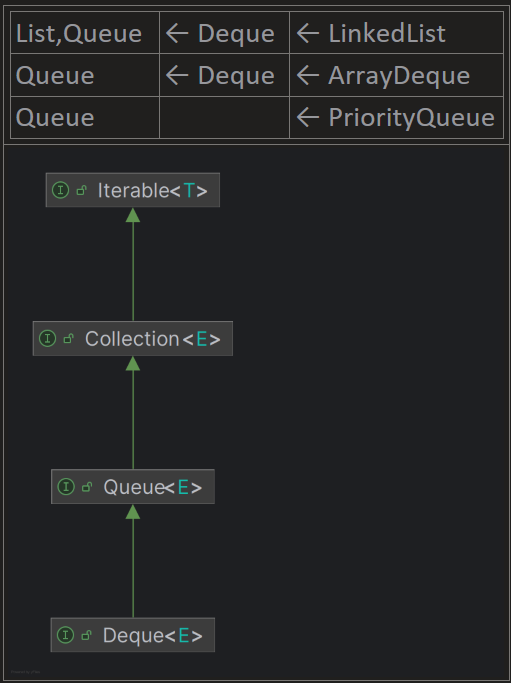 List,Queue ← Deque ← LinkedList
Queue ← Deque ← ArrayDeque
Queue ← PriorityQueue
Iterable<T>
Collection<E>
Queue<E>
Deque<E>